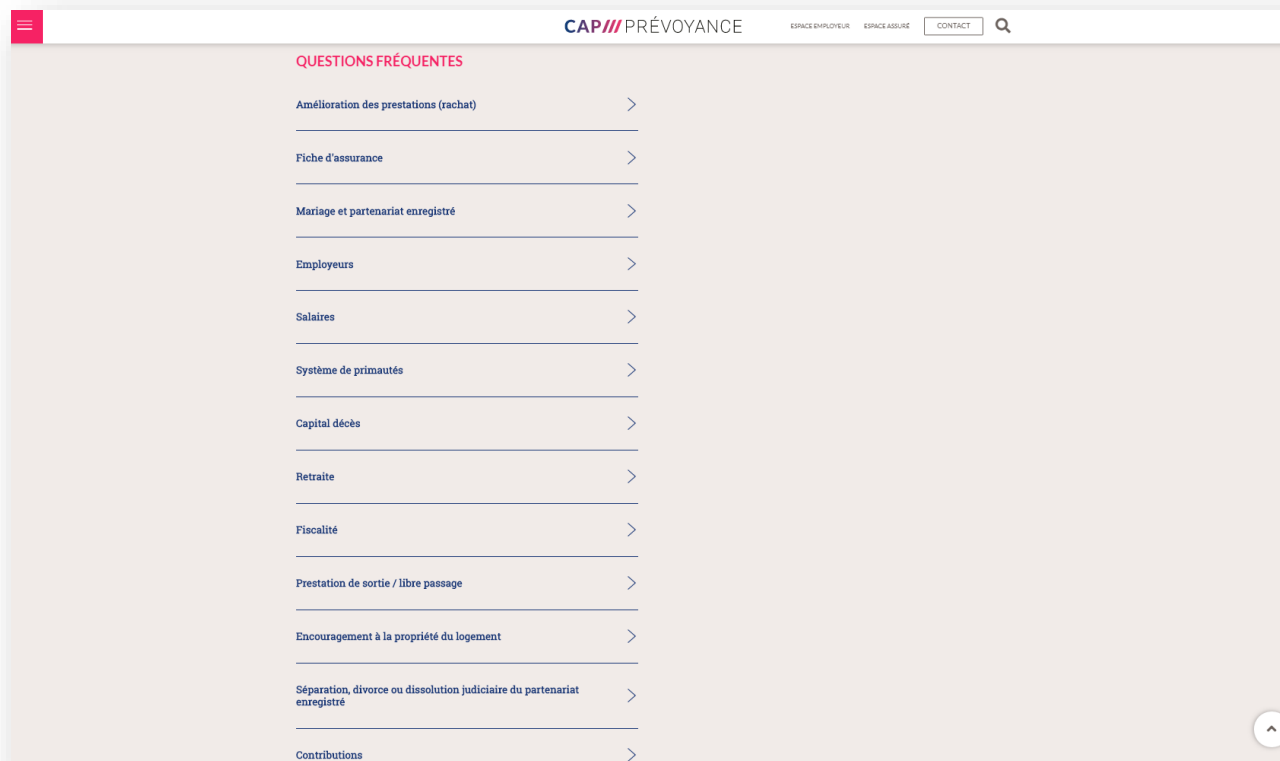 CAP///PRÉVOYANCE
ESPACE EMPLOYEUR
ESPACE ASSURÉ
CONTACT
QUESTIONS FRÉQUENTES
Amélioration des prestations (rachat)
Fiche d'assurance
Mariage et partenariat enregistré
Employeurs
Salaires
Système de primautés
Capital décès
Retraite
Fiscalité
Prestation de sortie / libre passage
Encouragement à la propriété du logement
Séparation, divorce ou dissolution judiciaire du partenariat
enregistré
Contributions